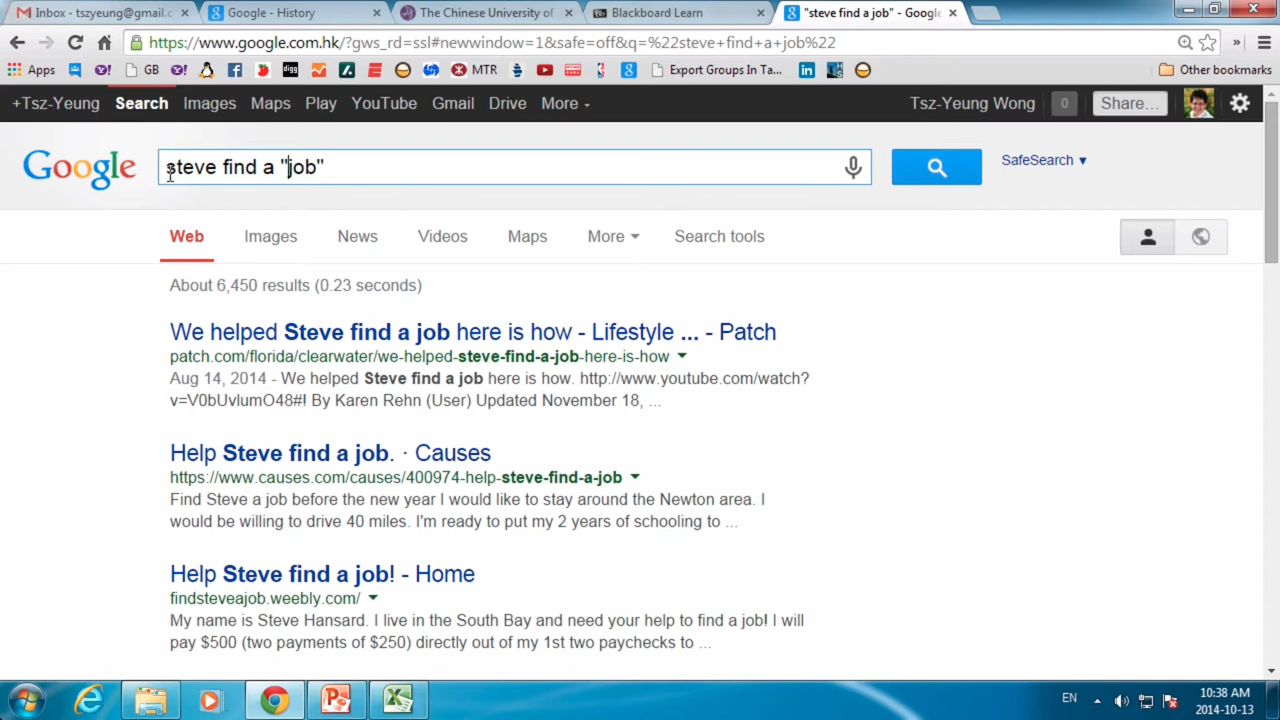 Inbox - tszyeung@gmail.c
Google - History
The Chinese University of
Blackboard Learn
"steve find a job" - Google
https://www.google.com.hk/?gws_rd=ssl#newwindow=1&safe=off&q=%22steve+find+a+job%22
Apps
GB
digg
MTR
Export Groups In Ta...
Other bookmarks
+Tsz-Yeung Search Images Maps Play YouTube Gmail Drive More
Tsz-Yeung Wong 0 Share...
Google
steve find a "job"
SafeSearch ▼
Web Images News Videos Maps More Search tools
About 6,450 results (0.23 seconds)
We helped Steve find a job here is how - Lifestyle ... - Patch
patch.com/florida/clearwater/we-helped-steve-find-a-job-here-is-how
Aug 14, 2014 - We helped Steve find a job here is how. http://www.youtube.com/watch?
v=V0bUvlumO48#! By Karen Rehn (User) Updated November 18, ...
Help Steve find a job. · Causes
https://www.causes.com/causes/400974-help-steve-find-a-job
Find Steve a job before the new year I would like to stay around the Newton area. I
would be willing to drive 40 miles. I'm ready to put my 2 years of schooling to ...
Help Steve find a job! - Home
findsteveajob.weebly.com/
My name is Steve Hansard. I live in the South Bay and need your help to find a job! I will
pay $500 (two payments of $250) directly out of my 1st two paychecks to ...
EN
10:38 AM
2014-10-13